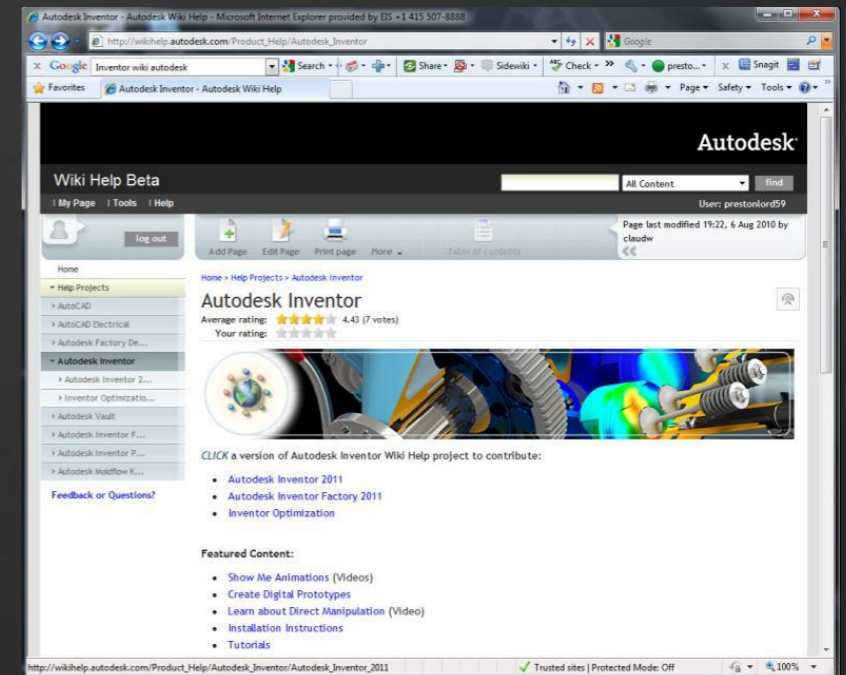 Autodesk Inventor - Autodesk Wiki Help - Microsoft Internet Explorer provided by EIS +1 415 507-8888
http://wikihelp.autodesk.com/Product_Help/Autodesk_Inventor
Google
x Google Inventor wiki autodesk Search Share Sidewiki Check presto... x Snagit
Favorites Autodesk Inventor - Autodesk Wiki Help Page Safety Tools
Autodesk
Wiki Help Beta
All Content find
My Page | Tools | Help
User: prestonlord59
log out
Add Page Edit Page Print page More Table of contents
Page last modified 19:22, 6 Aug 2010 by
claudw
Home
Help Projects
AutoCAD
AutoCAD Electrical
Autodesk Factory De...
Autodesk Inventor
Autodesk Inventor 2...
Inventor Optimizatio...
Autodesk Vault
Autodesk Inventor F...
Autodesk Inventor P...
Autodesk Moldflow K...
Feedback or Questions?
Home > Help Projects > Autodesk Inventor
Autodesk Inventor
Average rating: 4.43 (7 votes)
Your rating:
CLICK a version of Autodesk Inventor Wiki Help project to contribute:
• Autodesk Inventor 2011
• Autodesk Inventor Factory 2011
• Inventor Optimization
Featured Content:
• Show Me Animations (Videos)
• Create Digital Prototypes
• Learn about Direct Manipulation (Video)
• Installation Instructions
• Tutorials
http://wikihelp.autodesk.com/Product_Help/Autodesk_Inventor/Autodesk_Inventor_2011
Trusted sites | Protected Mode: Off
100%